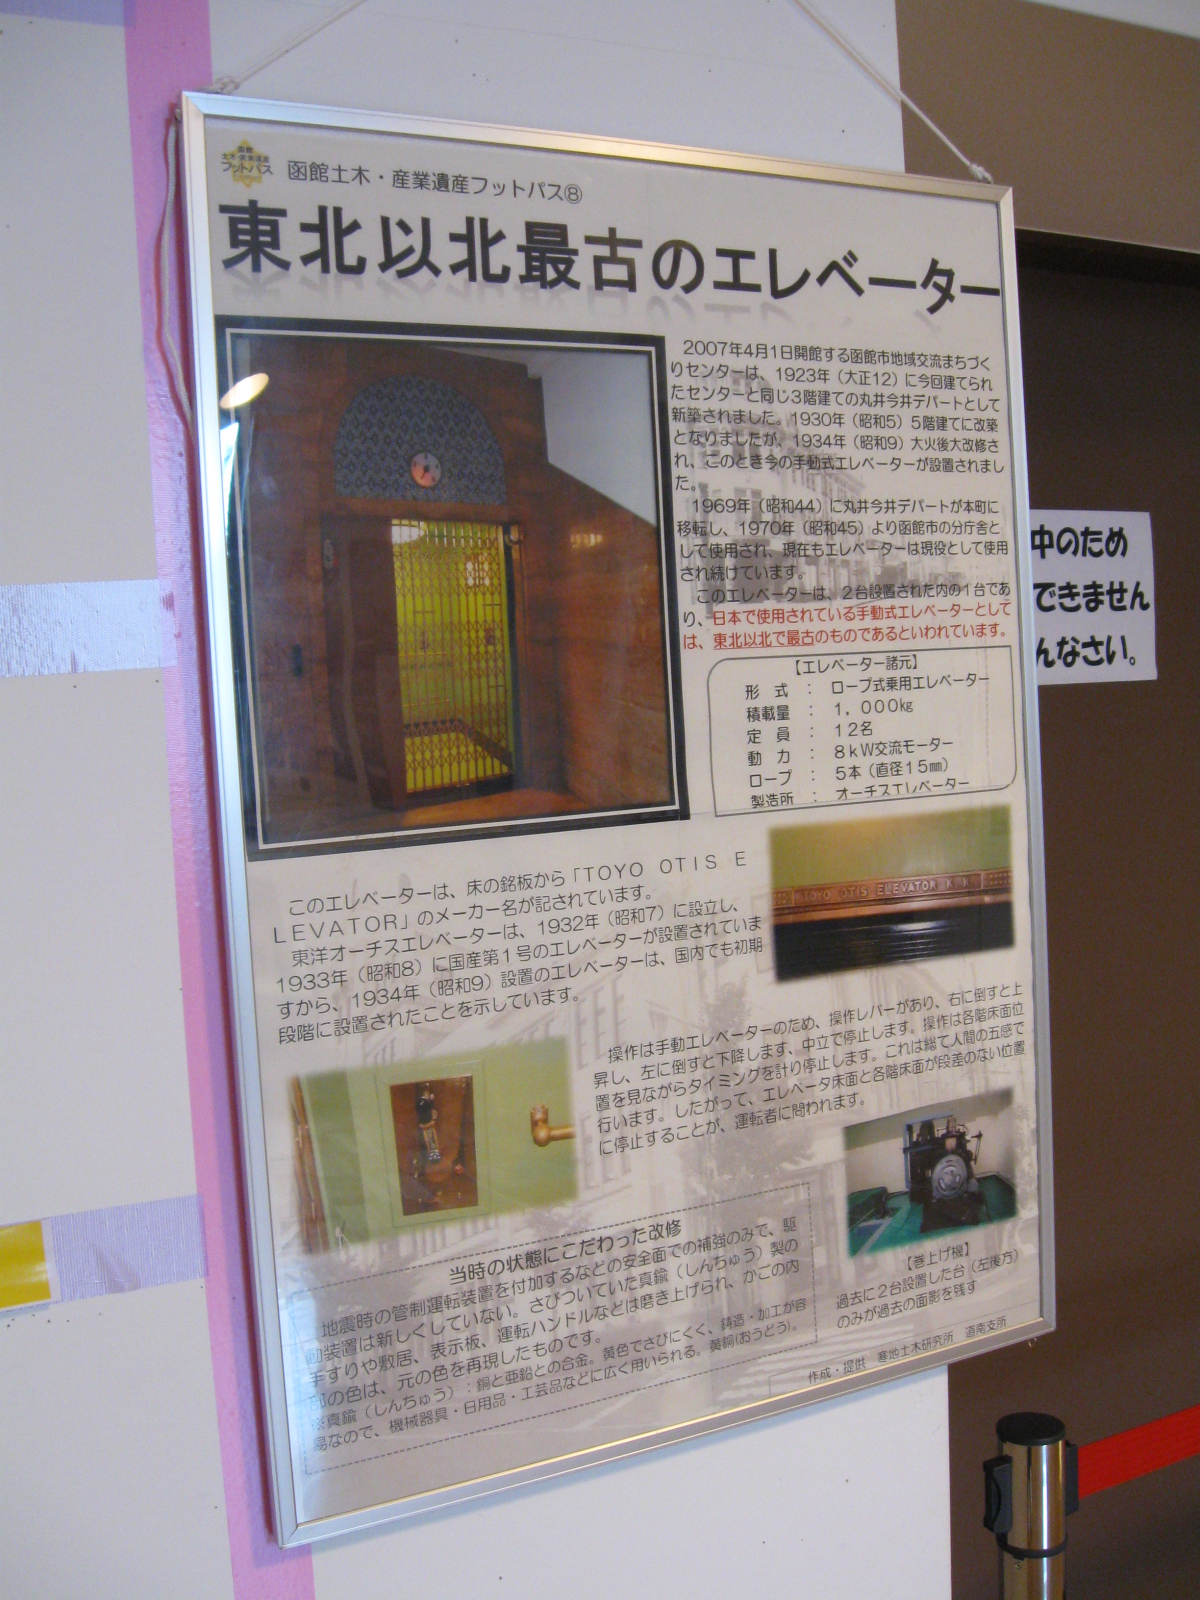 函館
土木・産業遺産
フットパス
函館土木・産業遺産フットパス⑧
東北以北最古のエレベーター
2007年4月1日開館する函館市地域交流まちづく
りセンターは、1923年（大正12）に今回建てられ
たセンターと同じ3階建ての丸井今井デパートとして
新築されました。1930年（昭和5）5階建てに改築
となりましたが、1934年（昭和9）大火後大改修さ
れ、このとき今の手動式エレベーターが設置されまし
た。
1969年（昭和44）に丸井今井デパートが本町に
移転し、1970年（昭和45）より函館市の分庁舎と
して使用され、現在もエレベーターは現役として使用
され続けています。
このエレベーターは、２台設置された内の１台であ
り、日本で使用されている手動式エレベーターとして
は、東北以北で最古のものであるといわれています。
【エレベーター諸元】
形　式　：　ロープ式乗用エレベーター
積載量　：　１，０００㎏
定　員　：　１２名
動　力　：　８ｋＷ交流モーター
ロープ　：　５本（直径１５㎜）
製造所　：　オーチスエレベーター
このエレベーターは、床の銘板から「ＴＯＹＯ　ＯＴＩＳ　Ｅ
ＬＥＶＡＴＯＲ」のメーカー名が記されています。
東洋オーチスエレベーターは、1932年（昭和7）に設立し、
1933年（昭和8）に国産第１号のエレベーターが設置されていま
すから、1934年（昭和9）設置のエレベーターは、国内でも初期
段階に設置されたことを示しています。
TOYO OTIS ELEVATOR K.K.
操作は手動エレベーターのため、操作レバーがあり、右に倒すと上
昇し、左に倒すと下降します、中立で停止します。操作は各階床面位
置を見ながらタイミングを計り停止します。これは総て人間の五感で
行います。したがって、エレベータ床面と各階床面が段差のない位置
に停止することが、運転者に問われます。
【巻上げ機】
過去に２台設置した台（左後方）
のみが過去の面影を残す
当時の状態にこだわった改修
地震時の管制運転装置を付加するなどの安全面での補強のみで、駆
動装置は新しくしていない。さびついていた真鍮（しんちゅう）製の
手すりや敷居、表示板、運転ハンドルなどは磨き上げられ、かごの内
部の色は、元の色を再現したものです。
※真鍮（しんちゅう）：銅と亜鉛との合金。黄色でさびにくく、鋳造・加工が容
易なので、機械器具・日用品・工芸品などに広く用いられる。黄銅(おうどう)。
作成・提供　寒地土木研究所　道南支所
中のため
できません
んなさい。